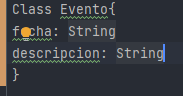 Class Evento{
fecha: String
descripcion: String
}